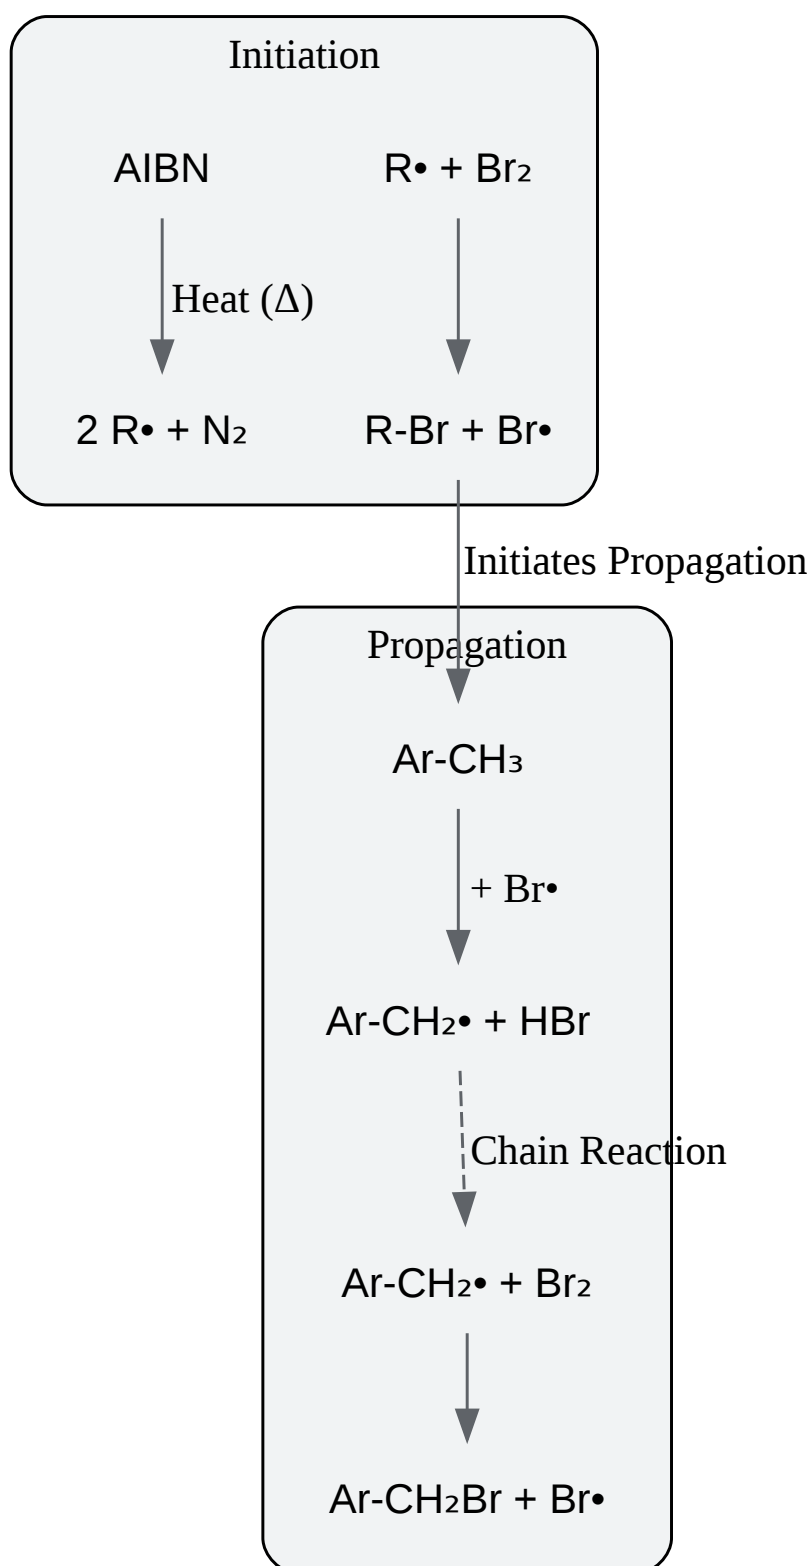 Initiation
AIBN
R• + Br₂
Heat (Δ)
2 R• + N₂
R-Br + Br•
Initiates Propagation
Propagation
Ar-CH₃
+ Br•
Ar-CH₂• + HBr
Chain Reaction
Ar-CH₂• + Br₂
Ar-CH₂Br + Br•